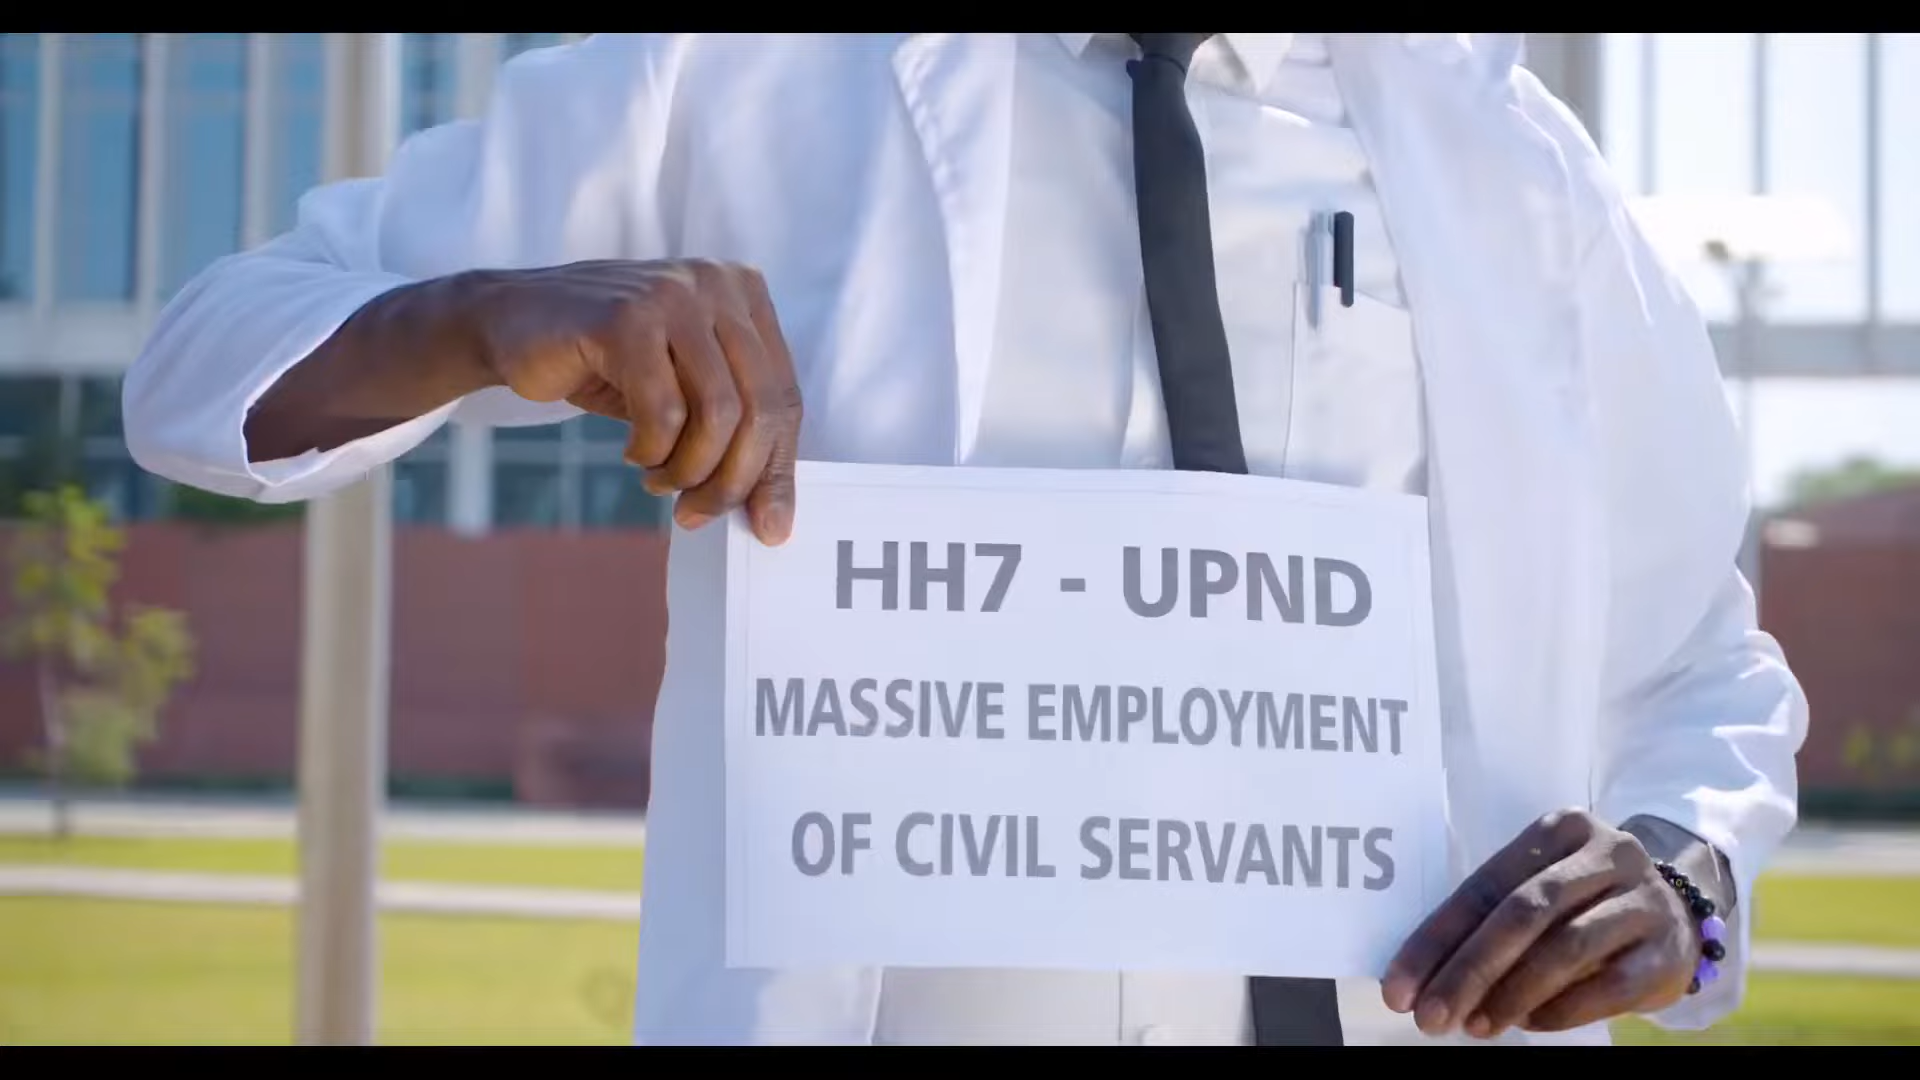 HH7 - UPND
MASSIVE EMPLOYMENT
OF CIVIL SERVANTS